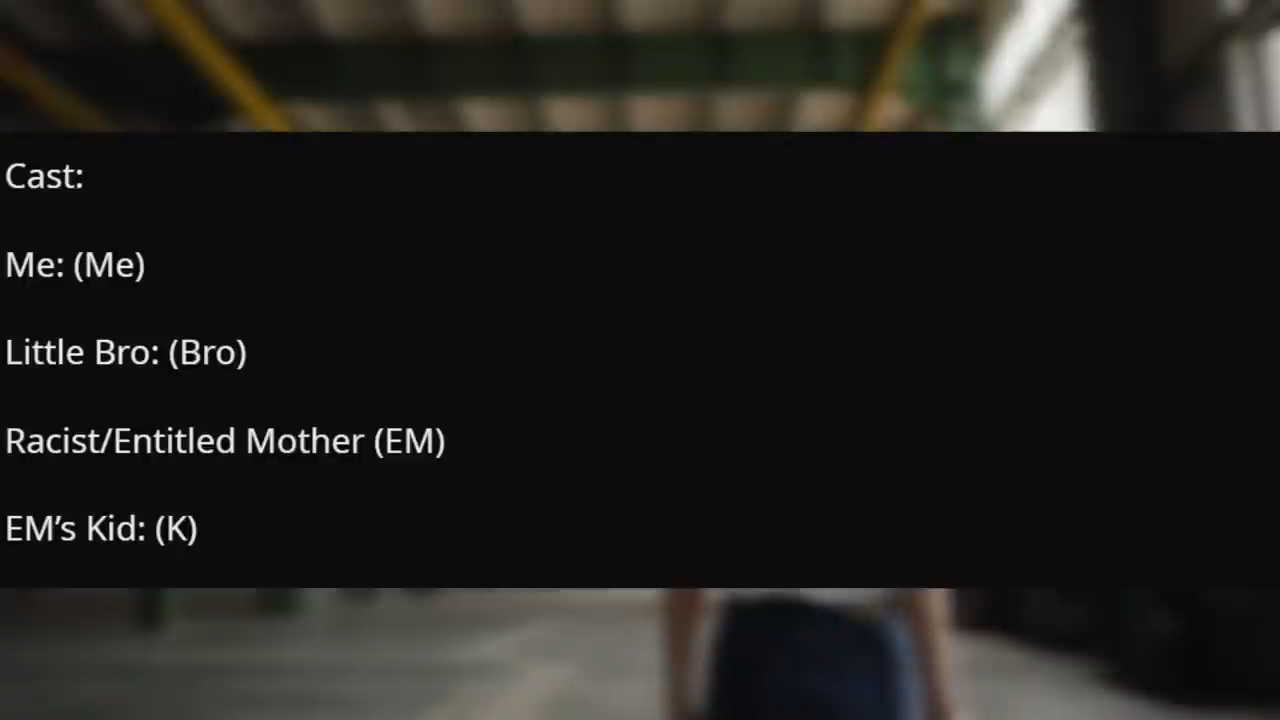 Cast:
Me: (Me)
Little Bro: (Bro)
Racist/Entitled Mother (EM)
EM’s Kid: (K)